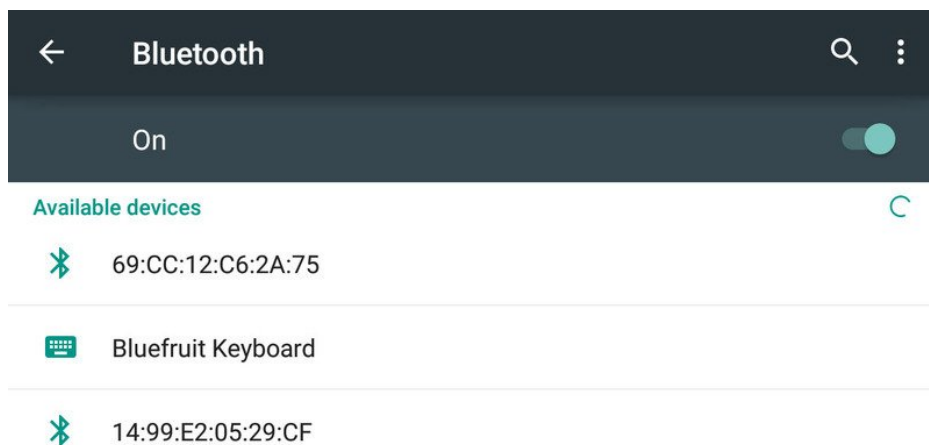 Bluetooth
On
Available devices
69:CC:12:C6:2A:75
Bluefruit Keyboard
14:99:E2:05:29:CF